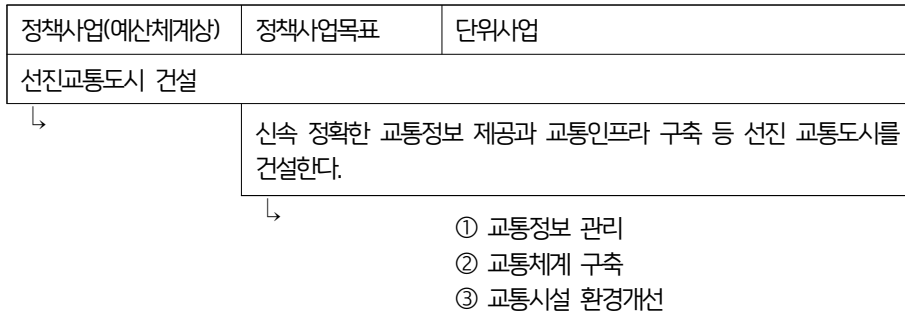 정책사업(예산체계상) 정책사업목표 단위사업
선진교통도시 건설
↳
신속 정확한 교통정보 제공과 교통인프라 구축 등 선진 교통도시를
건설한다.
↳
① 교통정보 관리
② 교통체계 구축
③ 교통시설 환경개선